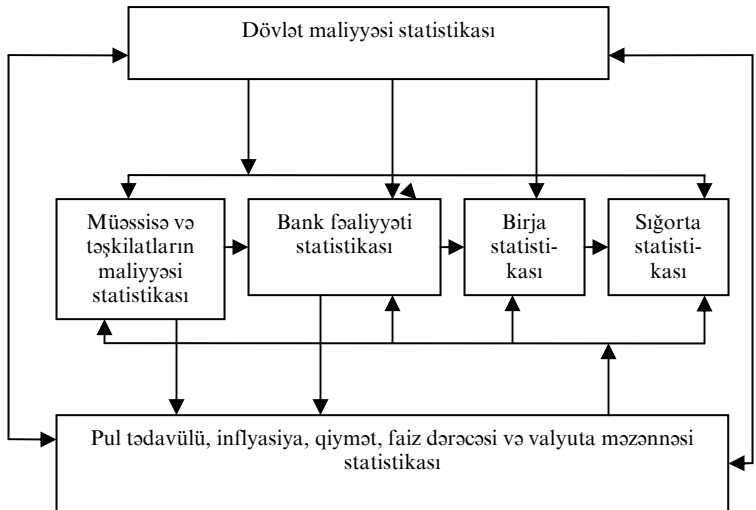 Dövlət maliyyəsi statistikası
Müəssisə və
təşkilatların
maliyyəsi
statistikası
Bank fəaliyyəti
statistikası
Birja
statisti-
kası
Sığorta
statisti-
kası
Pul tədavülü, inflyasiya, qiymət, faiz dərəcəsi və valyuta məzənnəsi
statistikası